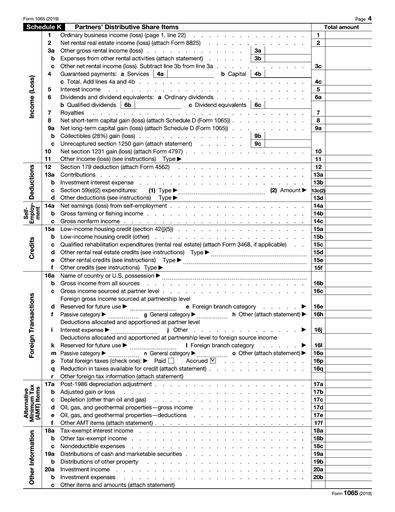 Form 1065 (2019) Page 4
Schedule K Partners' Distributive Share Items Total amount
Income (Loss)
1 Ordinary business income (loss) (page 1, line 22) 1
2 Net rental real estate income (loss) (attach Form 8825) 2
3a Other gross rental income (loss) 3a
b Expenses from other rental activities (attach statement) 3b
c Other net rental income (loss). Subtract line 3b from line 3a 3c
4 Guaranteed payments: a Services 4a b Capital 4b
c Total. Add lines 4a and 4b 4c
5 Interest income 5
6 Dividends and dividend equivalents: a Ordinary dividends 6a
b Qualified dividends 6b c Dividend equivalents 6c
7 Royalties 7
8 Net short-term capital gain (loss) (attach Schedule D (Form 1065)) 8
9a Net long-term capital gain (loss) (attach Schedule D (Form 1065)) 9a
b Collectibles (28%) gain (loss) 9b
c Unrecaptured section 1250 gain (attach statement) 9c
10 Net section 1231 gain (loss) (attach Form 4797) 10
11 Other income (loss) (see instructions) Type ▶ 11
Deductions
12 Section 179 deduction (attach Form 4562) 12
13a Contributions 13a
b Investment interest expense 13b
c Section 59(e)(2) expenditures: (1) Type ▶ (2) Amount ▶ 13c(2)
d Other deductions (see instructions) Type ▶ 13d
Self-Employ-ment
14a Net earnings (loss) from self-employment 14a
b Gross farming or fishing income 14b
c Gross nonfarm income 14c
Credits
15a Low-income housing credit (section 42(j)(5)) 15a
b Low-income housing credit (other) 15b
c Qualified rehabilitation expenditures (rental real estate) (attach Form 3468, if applicable) 15c
d Other rental real estate credits (see instructions) Type ▶ 15d
e Other rental credits (see instructions) Type ▶ 15e
f Other credits (see instructions) Type ▶ 15f
Foreign Transactions
16a Name of country or U.S. possession ▶
b Gross income from all sources 16b
c Gross income sourced at partner level 16c
Foreign gross income sourced at partnership level
d Reserved for future use ▶ e Foreign branch category ▶ 16e
f Passive category ▶ g General category ▶ h Other (attach statement) ▶ 16h
Deductions allocated and apportioned at partner level
i Interest expense ▶ j Other ▶ 16j
Deductions allocated and apportioned at partnership level to foreign source income
k Reserved for future use ▶ l Foreign branch category ▶ 16l
m Passive category ▶ n General category ▶ o Other (attach statement) ▶ 16o
p Total foreign taxes (check one): ▶ Paid Accrued 16p
q Reduction in taxes available for credit (attach statement) 16q
r Other foreign tax information (attach statement)
Alternative Minimum Tax (AMT) Items
17a Post-1986 depreciation adjustment 17a
b Adjusted gain or loss 17b
c Depletion (other than oil and gas) 17c
d Oil, gas, and geothermal properties—gross income 17d
e Oil, gas, and geothermal properties—deductions 17e
f Other AMT items (attach statement) 17f
Other Information
18a Tax-exempt interest income 18a
b Other tax-exempt income 18b
c Nondeductible expenses 18c
19a Distributions of cash and marketable securities 19a
b Distributions of other property 19b
20a Investment income 20a
b Investment expenses 20b
c Other items and amounts (attach statement)
Form 1065 (2019)